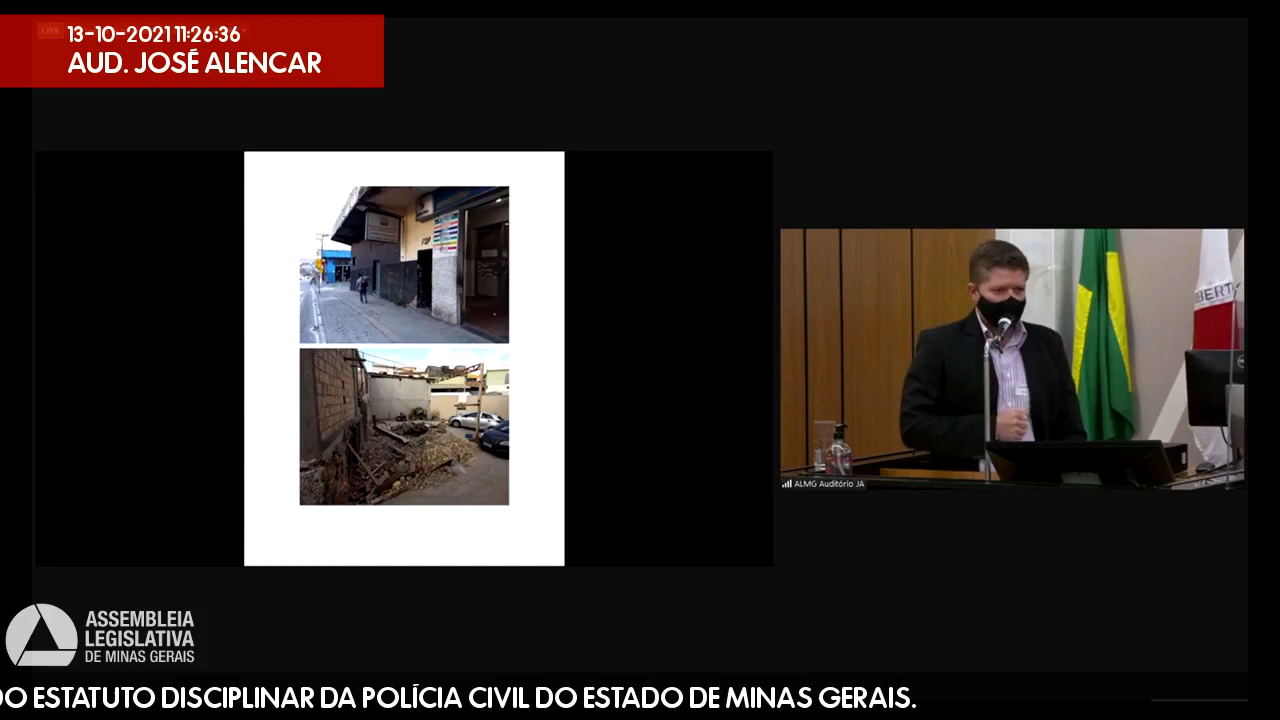 LIVE
13-10-2021 11:26:36
AUD. JOSÉ ALENCAR
ALMG Auditório JA
ASSEMBLEIA
LEGISLATIVA
DE MINAS GERAIS
DO ESTATUTO DISCIPLINAR DA POLÍCIA CIVIL DO ESTADO DE MINAS GERAIS.